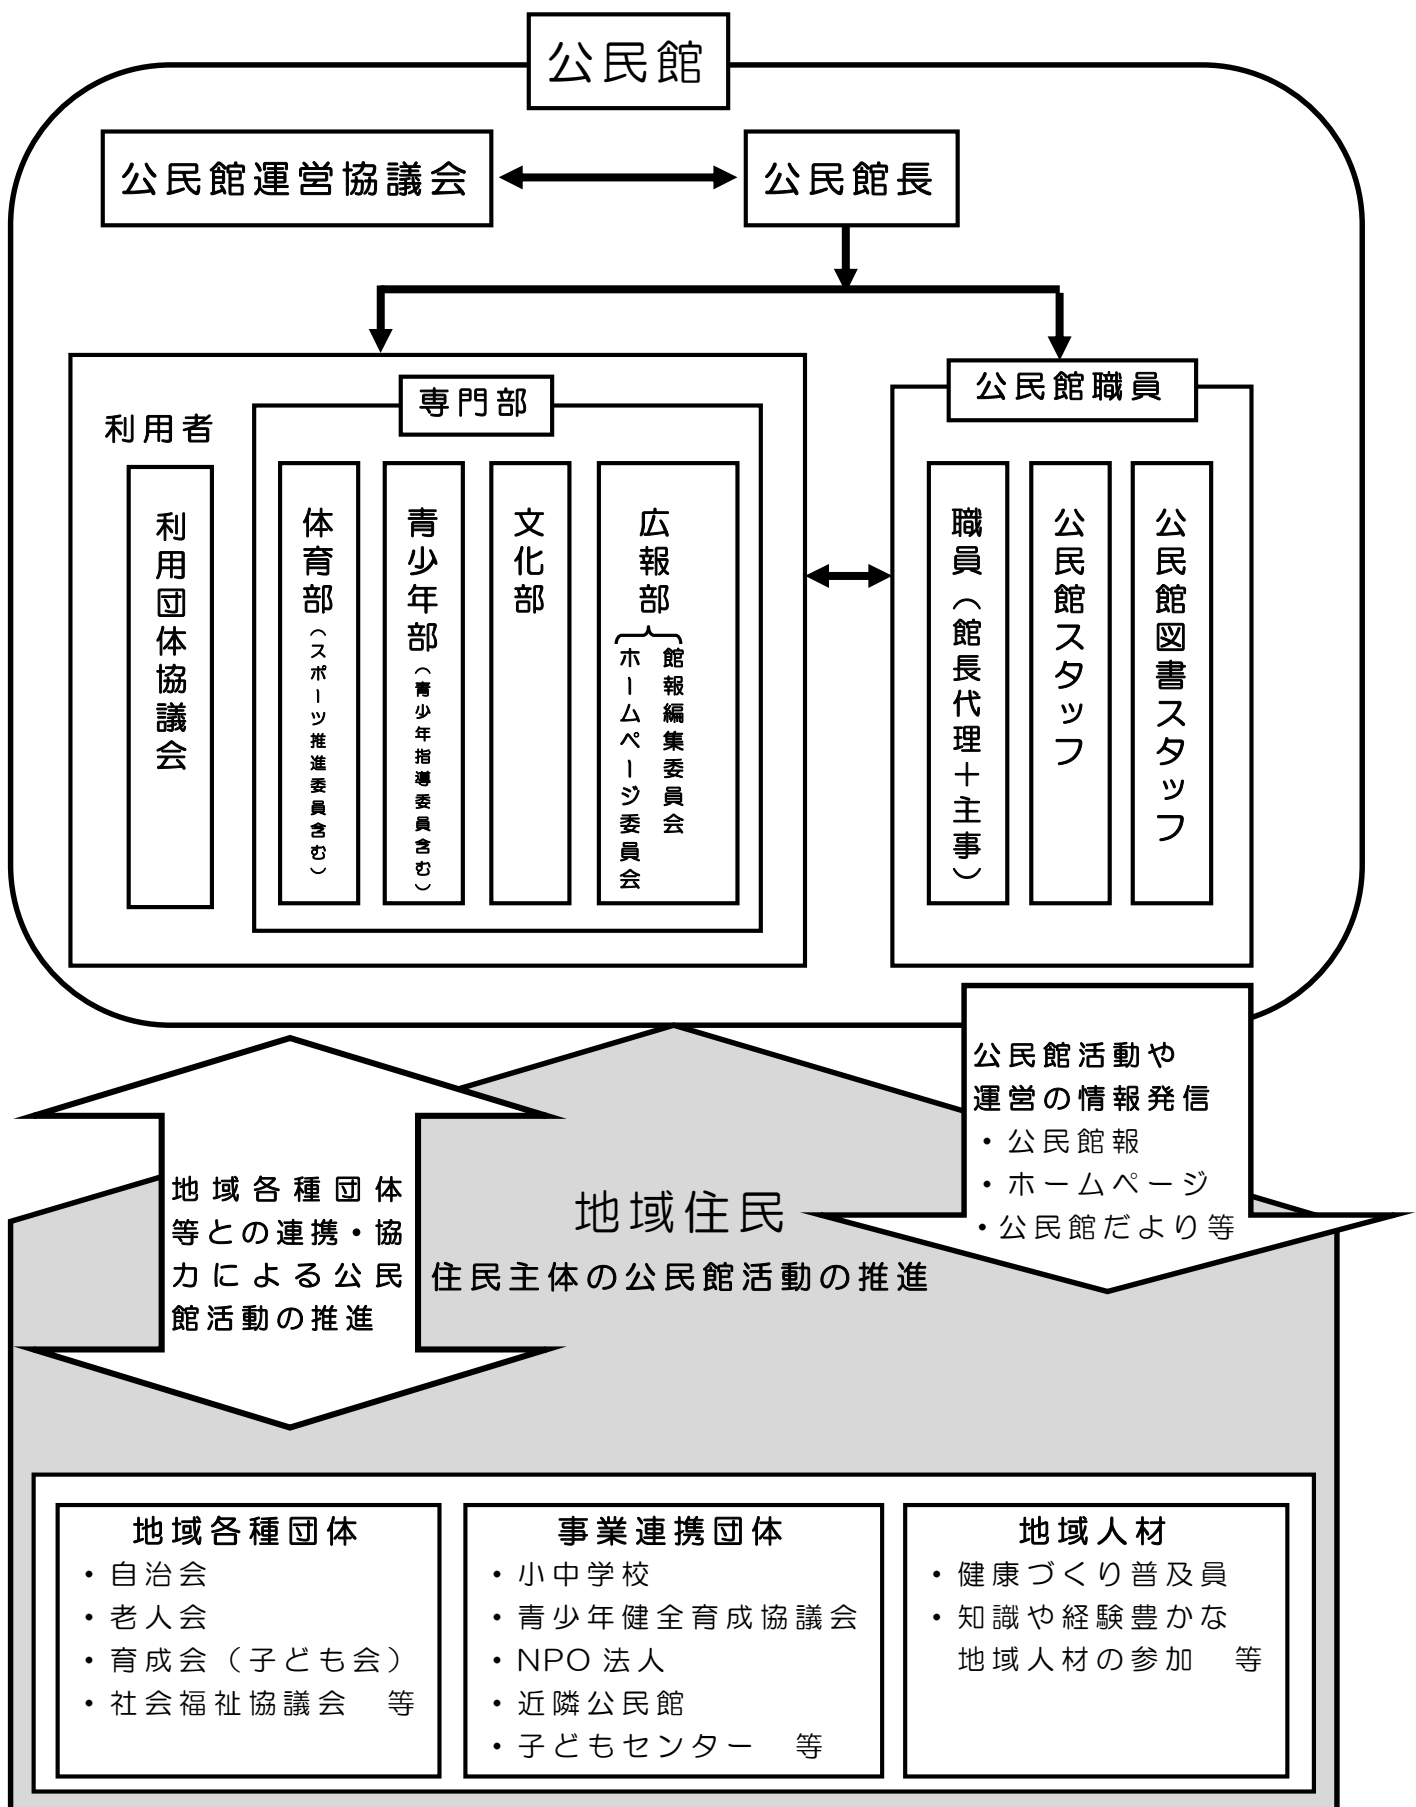 公民館
公民館運営協議会
公民館長
利用者
専門部
公民館職員
利用団体協議会
体育部（スポーツ推進委員含む）
青少年部（青少年指導委員含む）
文化部
広報部
館報編集委員会
ホームページ委員会
職員（館長代理＋主事）
公民館スタッフ
公民館図書スタッフ
公民館活動や
運営の情報発信
・公民館報
・ホームページ
・公民館だより等
地域各種団体
等との連携・協
力による公民
館活動の推進
地域住民
住民主体の公民館活動の推進
地域各種団体
・自治会
・老人会
・育成会（子ども会）
・社会福祉協議会　等
事業連携団体
・小中学校
・青少年健全育成協議会
・NPO 法人
・近隣公民館
・子どもセンター　等
地域人材
・健康づくり普及員
・知識や経験豊かな
地域人材の参加　等